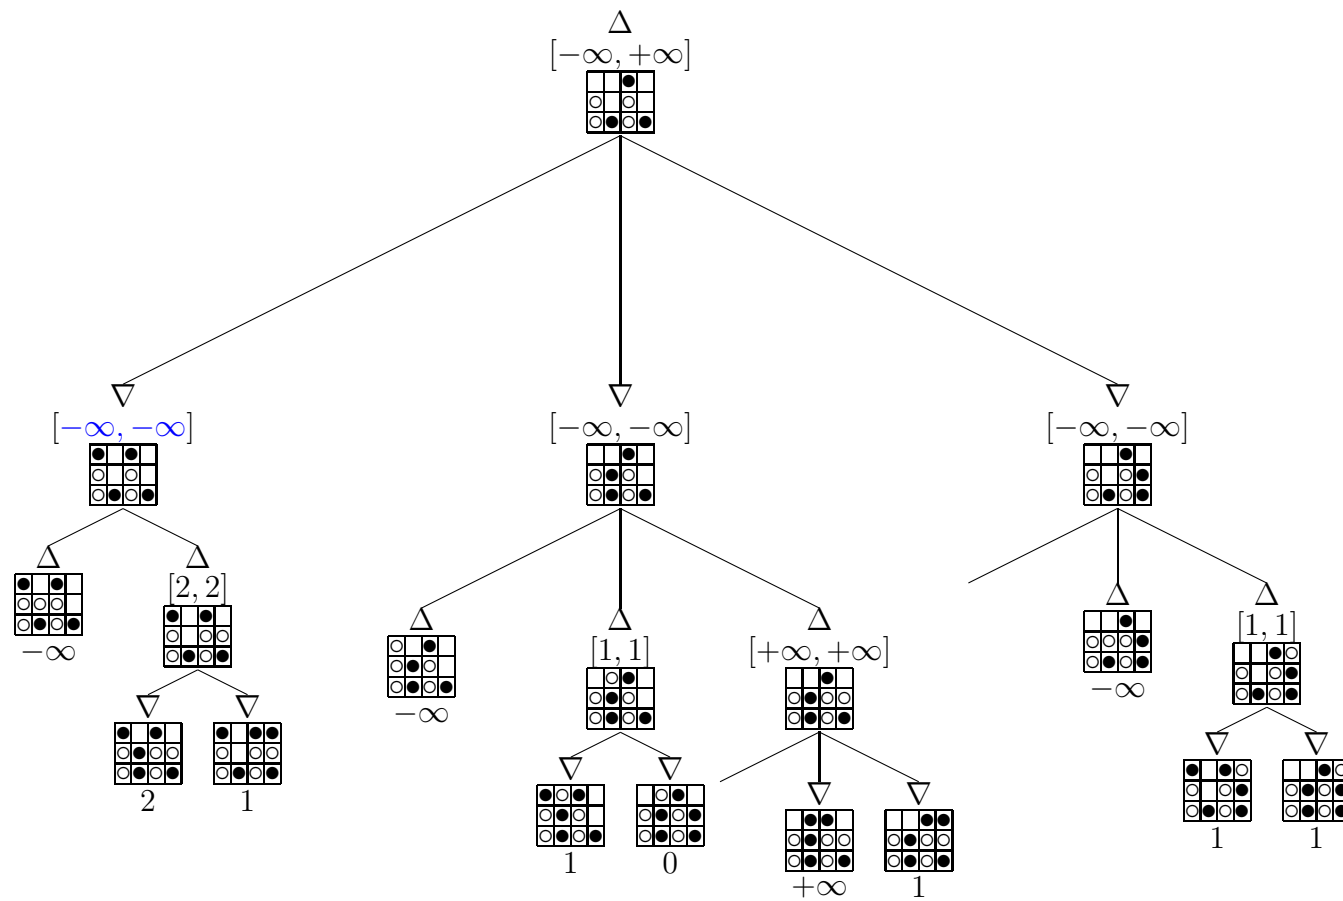 Δ
[−∞, +∞]
∇ ∇ ∇
[−∞, −∞] [−∞, −∞] [−∞, −∞]
Δ Δ Δ Δ Δ Δ Δ
[2, 2] [1, 1] [+∞, +∞] [1, 1]
−∞ −∞ −∞
∇ ∇ ∇ ∇ ∇ ∇ ∇ ∇
2 1 1 0 +∞ 1 1 1